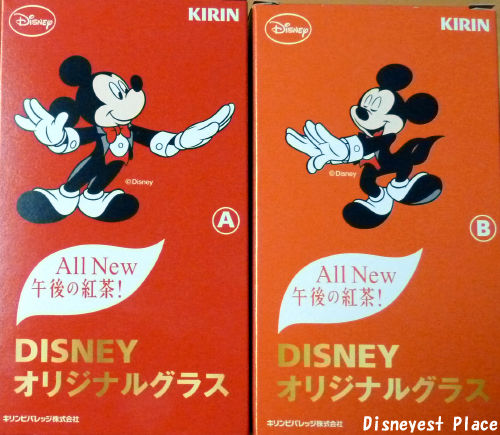 Disney
KIRIN
©Disney
A
All New
午後の紅茶!
DISNEY
オリジナルグラス
キリンビバレッジ株式会社
Disney
KIRIN
©Disney
B
All New
午後の紅茶!
DISNEY
オリジナルグラス
キリンビバレッジ株式会社
Disneyest Place